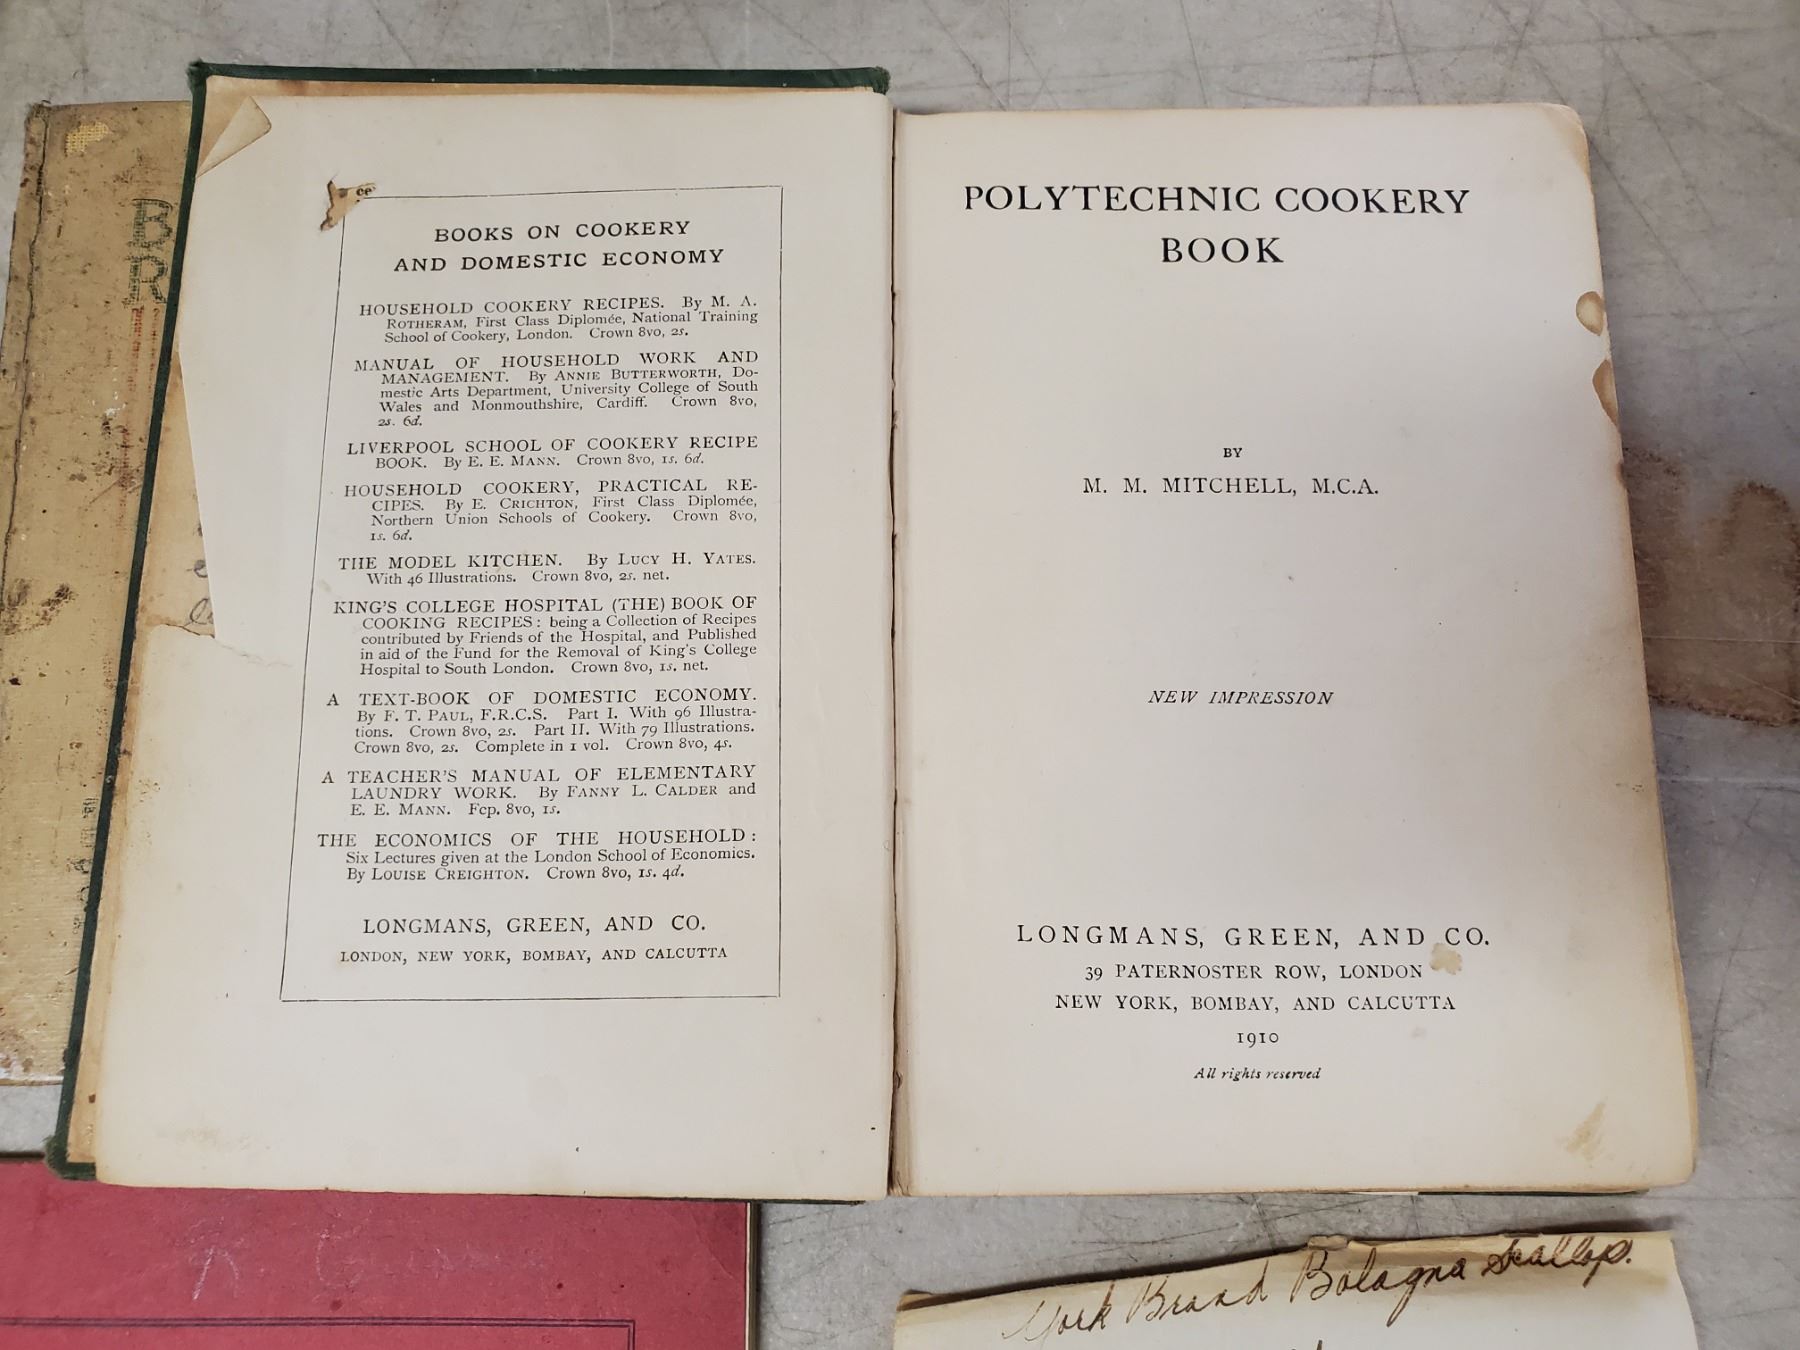 BOOKS ON COOKERY
AND DOMESTIC ECONOMY
HOUSEHOLD COOKERY RECIPES. By M. A.
ROTHERAM, First Class Diplomée, National Training
School of Cookery, London. Crown 8vo, 2s.
MANUAL OF HOUSEHOLD WORK AND
MANAGEMENT. By ANNIE BUTTERWORTH, Do-
mestic Arts Department, University College of South
Wales and Monmouthshire, Cardiff. Crown 8vo,
2s. 6d.
LIVERPOOL SCHOOL OF COOKERY RECIPE
BOOK. By E. E. MANN. Crown 8vo, 1s. 6d.
HOUSEHOLD COOKERY, PRACTICAL RE-
CIPES. By E. CRICHTON, First Class Diplomée,
Northern Union Schools of Cookery. Crown 8vo,
1s. 6d.
THE MODEL KITCHEN. By LUCY H. YATES.
With 46 Illustrations. Crown 8vo, 2s. net.
KING'S COLLEGE HOSPITAL (THE) BOOK OF
COOKING RECIPES: being a Collection of Recipes
contributed by Friends of the Hospital, and Published
in aid of the Fund for the Removal of King's College
Hospital to South London. Crown 8vo, 1s. net.
A TEXT-BOOK OF DOMESTIC ECONOMY.
By F. T. PAUL, F.R.C.S. Part I. With 96 Illustra-
tions. Crown 8vo, 2s. Part II. With 79 Illustrations.
Crown 8vo, 2s. Complete in 1 vol. Crown 8vo, 4s.
A TEACHER'S MANUAL OF ELEMENTARY
LAUNDRY WORK. By FANNY L. CALDER and
E. E. MANN. Fcp. 8vo, 1s.
THE ECONOMICS OF THE HOUSEHOLD:
Six Lectures given at the London School of Economics.
By LOUISE CREIGHTON. Crown 8vo, 1s. 4d.
LONGMANS, GREEN, AND CO.
LONDON, NEW YORK, BOMBAY, AND CALCUTTA
POLYTECHNIC COOKERY
BOOK
BY
M. M. MITCHELL, M.C.A.
NEW IMPRESSION
LONGMANS, GREEN, AND CO.
39 PATERNOSTER ROW, LONDON
NEW YORK, BOMBAY, AND CALCUTTA
1910
All rights reserved
York Brand Bologna Scallop.